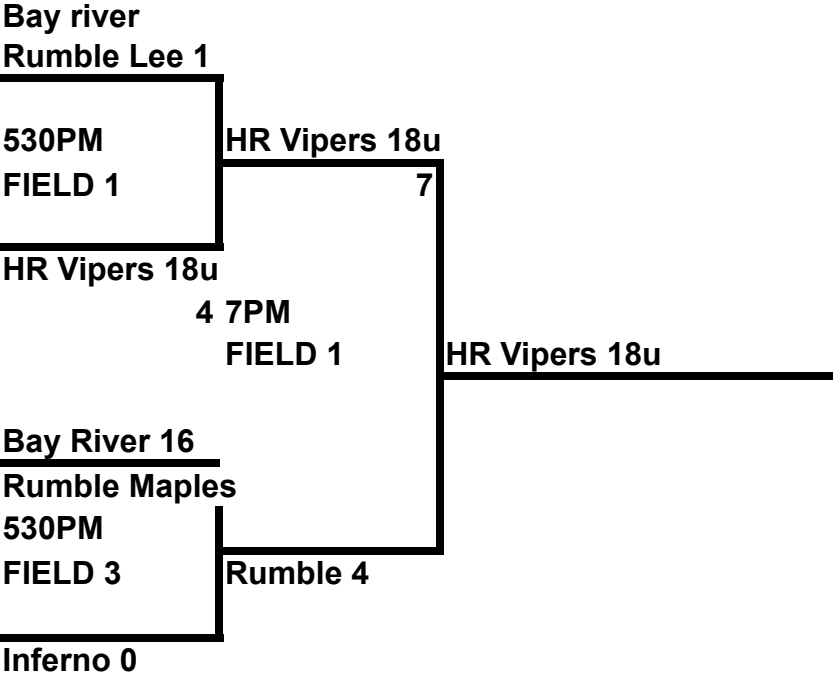 Bay river
Rumble Lee 1
530PM
FIELD 1
HR Vipers 18u
4
HR Vipers 18u
7
7PM
FIELD 1
HR Vipers 18u
Bay River 16
Rumble Maples
530PM
FIELD 3
Rumble 4
Inferno 0